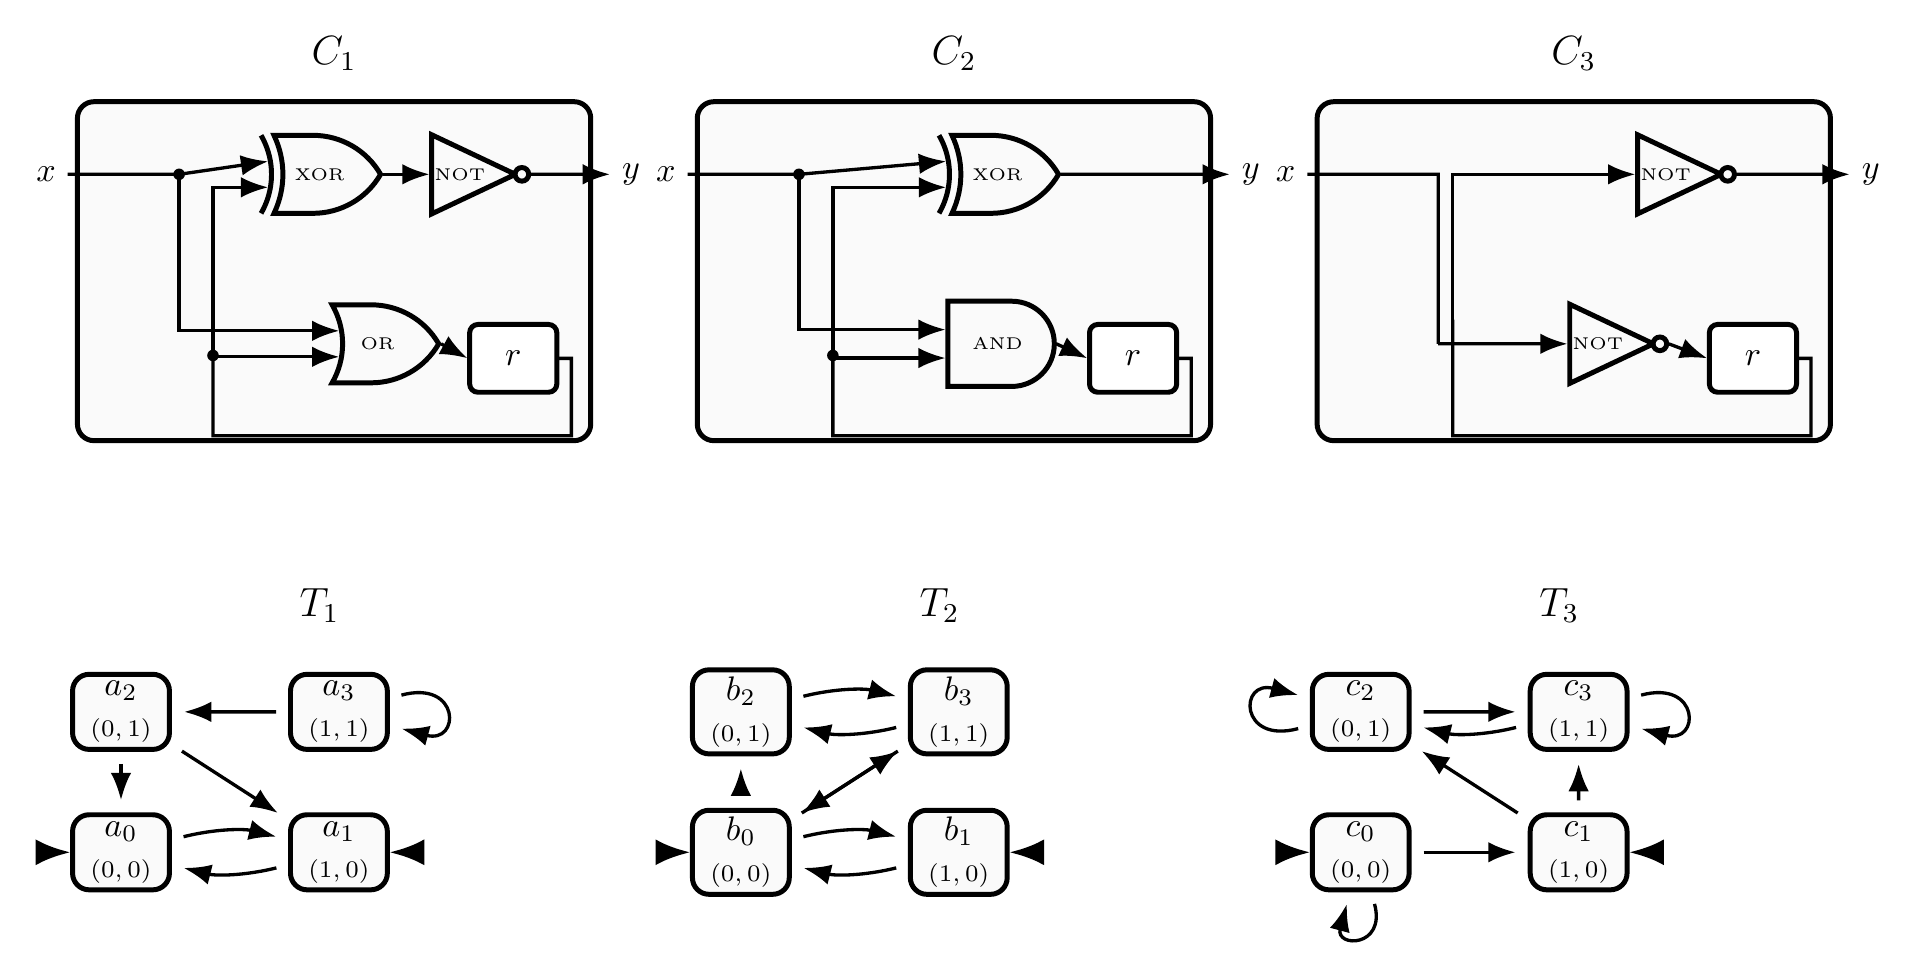 C₁ C₂ C₃
x XOR NOT y x XOR y x NOT y
OR r AND r NOT r
T₁ T₂ T₃
a₂ a₃ b₂ b₃ c₂ c₃
(0, 1) (1, 1) (0, 1) (1, 1) (0, 1) (1, 1)
a₀ a₁ b₀ b₁ c₀ c₁
(0, 0) (1, 0) (0, 0) (1, 0) (0, 0) (1, 0)